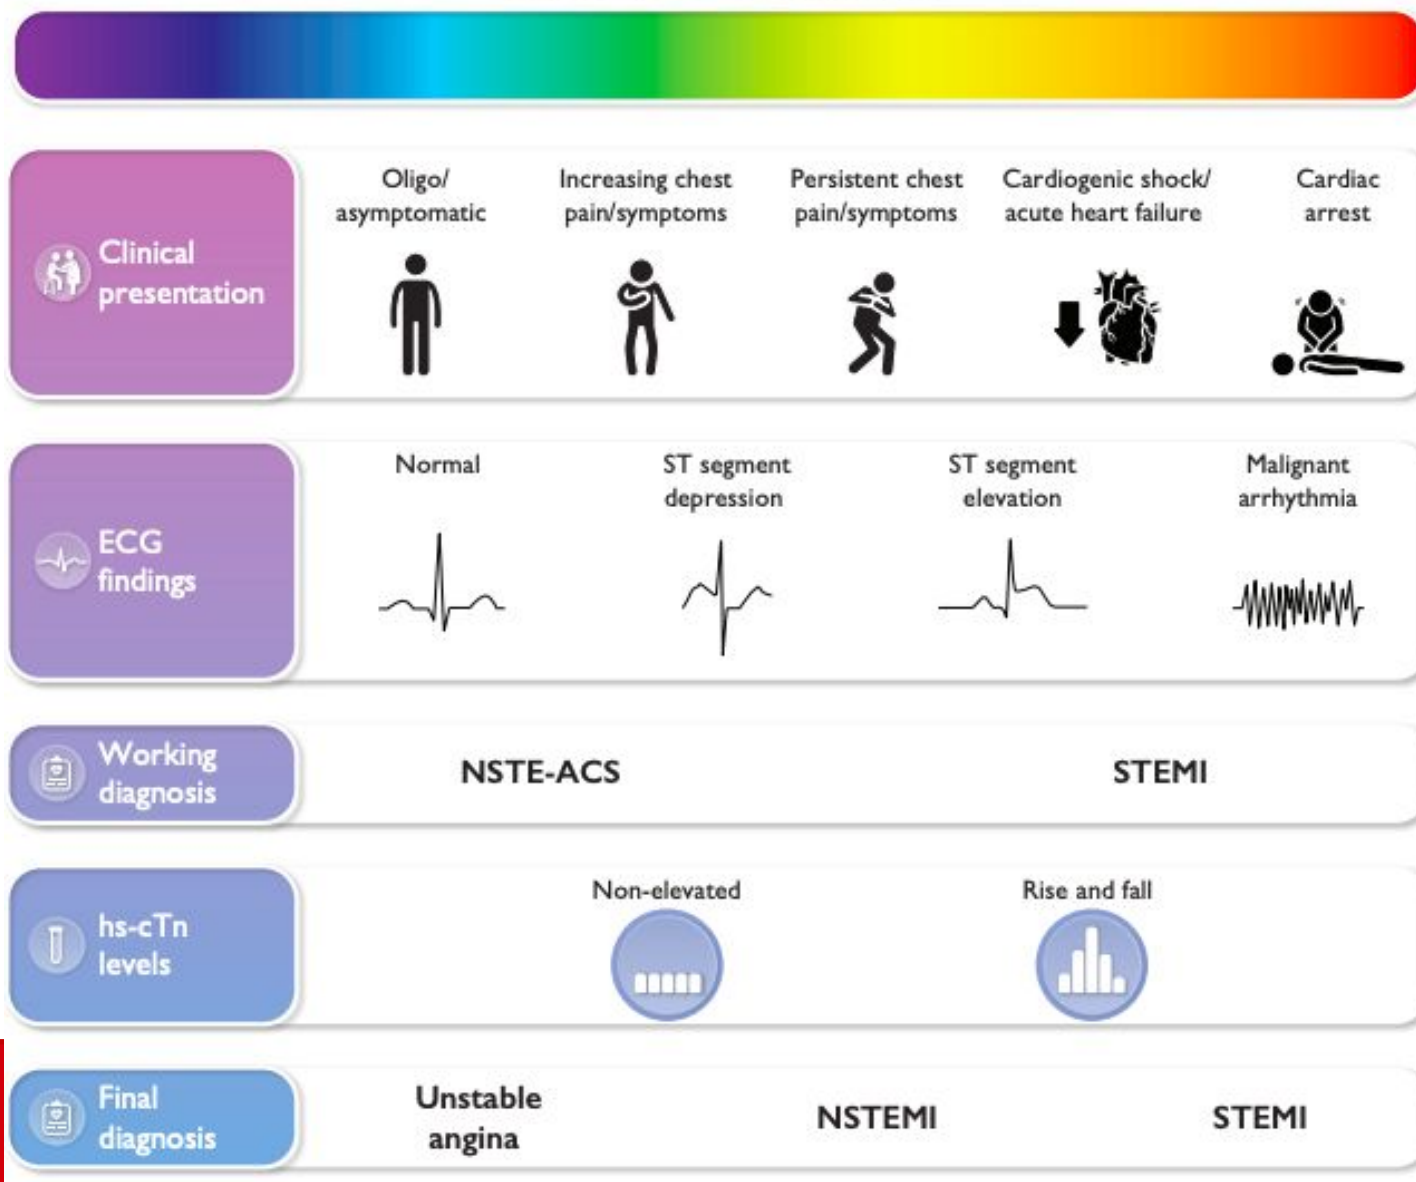 Clinical
presentation
Oligo/
asymptomatic
Increasing chest
pain/symptoms
Persistent chest
pain/symptoms
Cardiogenic shock/
acute heart failure
Cardiac
arrest
ECG
findings
Normal
ST segment
depression
ST segment
elevation
Malignant
arrhythmia
Working
diagnosis
NSTE-ACS
STEMI
hs-cTn
levels
Non-elevated
Rise and fall
Final
diagnosis
Unstable
angina
NSTEMI
STEMI